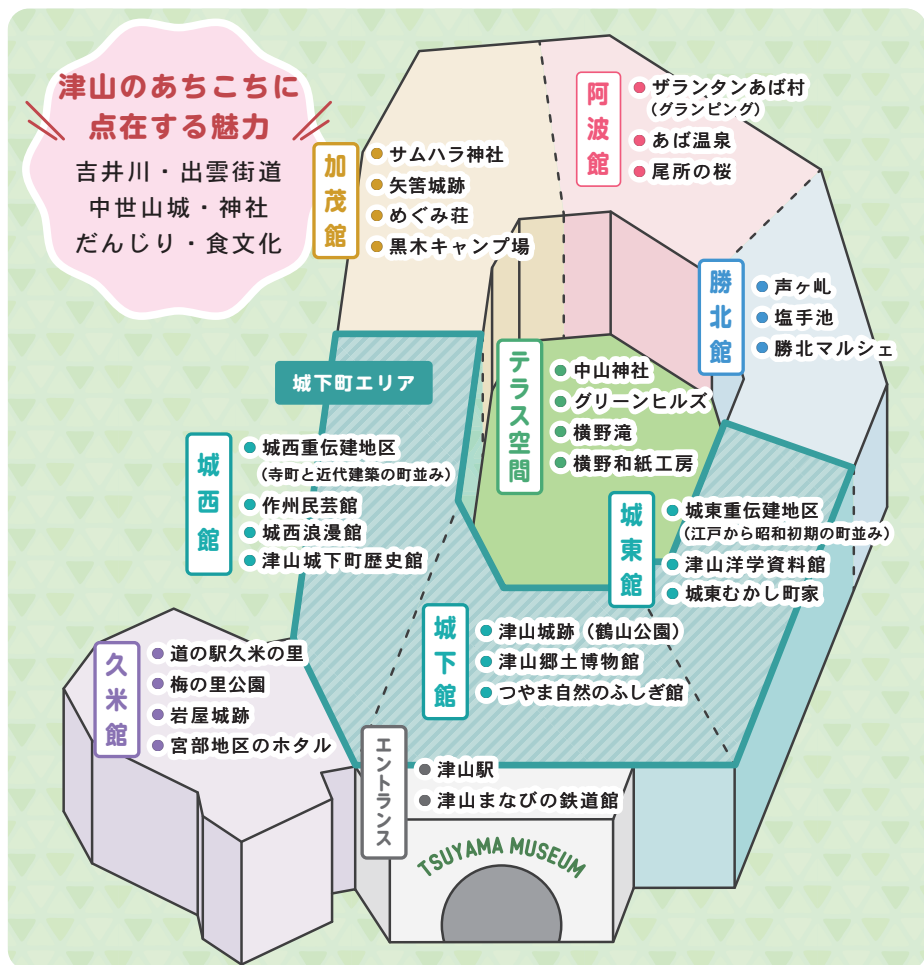 津山のあちこちに
点在する魅力
吉井川・出雲街道
中世山城・神社
だんじり・食文化
加茂館
サムハラ神社
矢筈城跡
めぐみ荘
黒木キャンプ場
阿波館
ザランタンあば村
（グランピング）
あば温泉
尾所の桜
勝北館
声ヶ乢
塩手池
勝北マルシェ
城下町エリア
テラス空間
中山神社
グリーンヒルズ
横野滝
横野和紙工房
城西館
城西重伝建地区
（寺町と近代建築の町並み）
作州民芸館
城西浪漫館
津山城下町歴史館
城東館
城東重伝建地区
（江戸から昭和初期の町並み）
津山洋学資料館
城東むかし町家
城下館
津山城跡（鶴山公園）
津山郷土博物館
つやま自然のふしぎ館
久米館
道の駅久米の里
梅の里公園
岩屋城跡
宮部地区のホタル
エントランス
津山駅
津山まなびの鉄道館
TSUYAMA MUSEUM